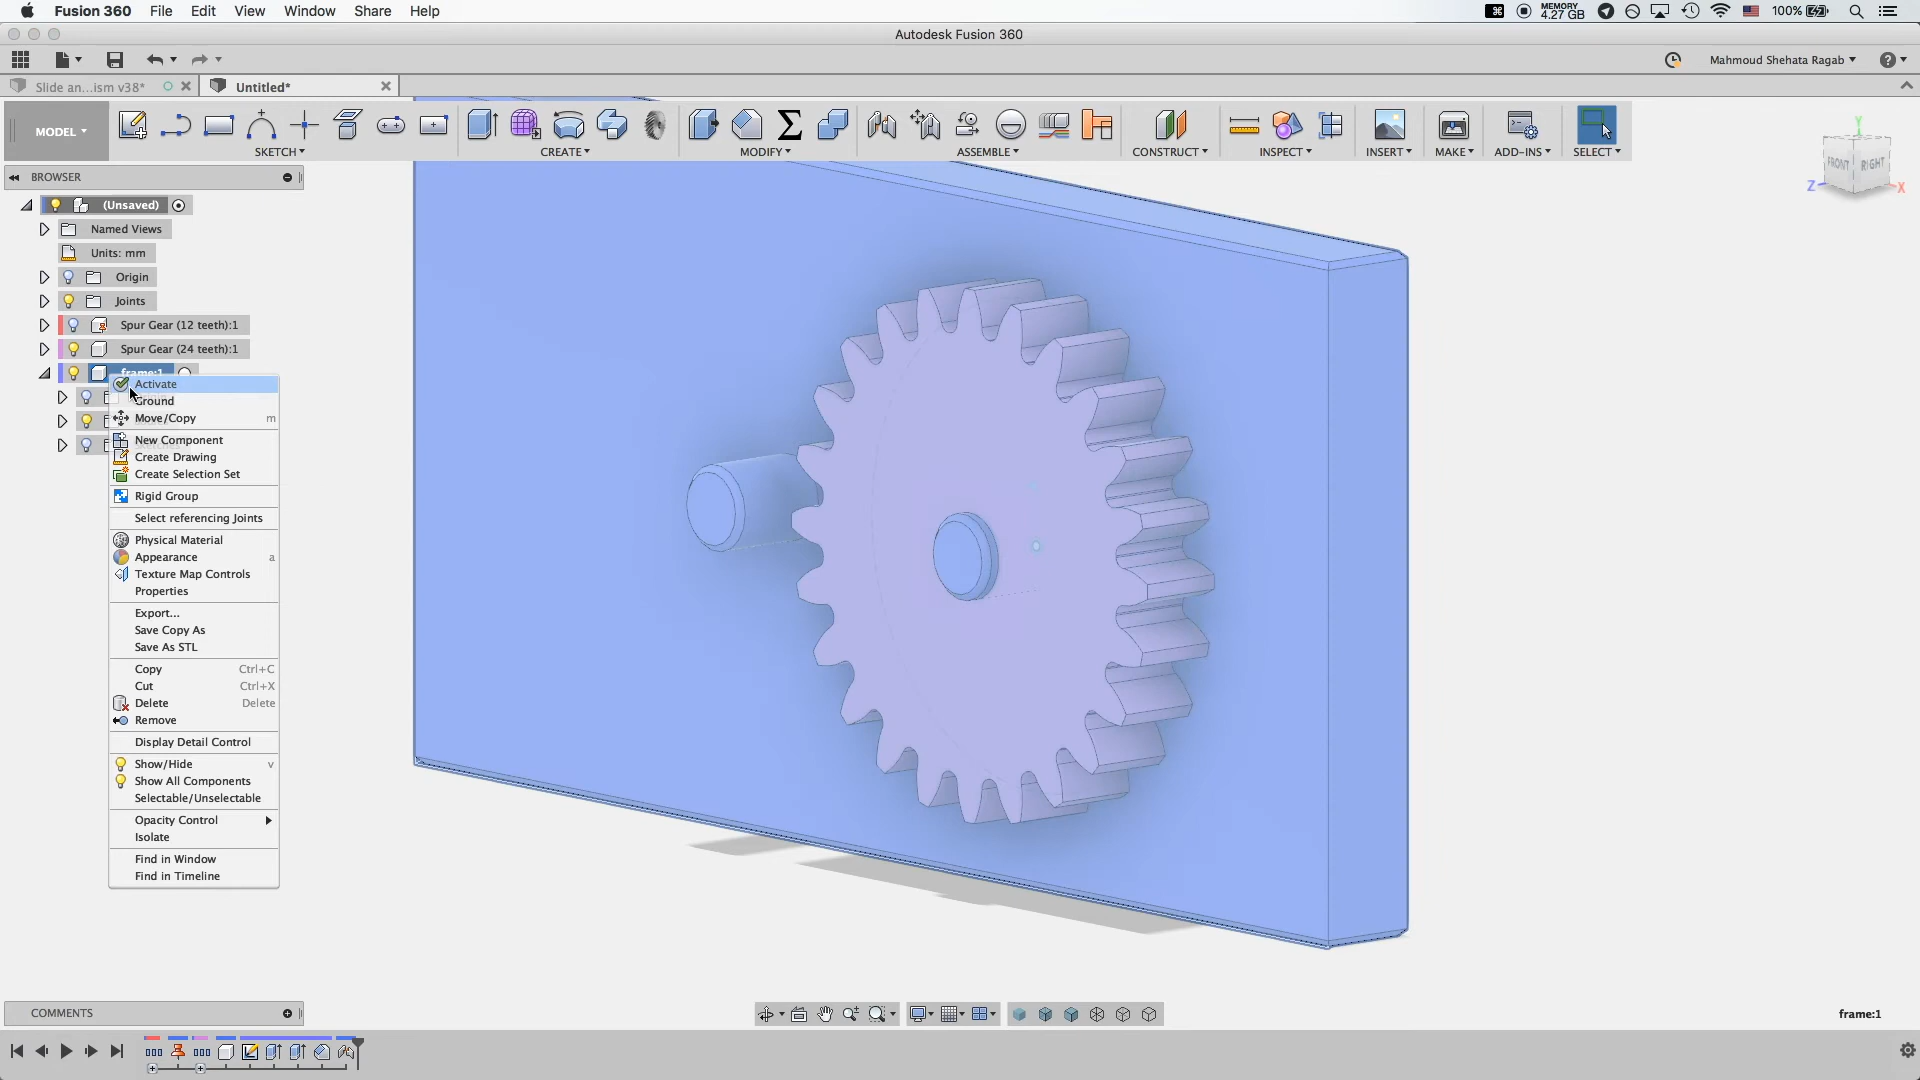 Fusion 360 File Edit View Window Share Help
MEMORY
4.27 GB
100%
Autodesk Fusion 360
Mahmoud Shehata Ragab
Slide an...ism v38*
Untitled*
MODEL
SKETCH
CREATE
MODIFY
ASSEMBLE
CONSTRUCT
INSPECT
INSERT
MAKE
ADD-INS
SELECT
BROWSER
(Unsaved)
Named Views
Units: mm
Origin
Joints
Spur Gear (12 teeth):1
Spur Gear (24 teeth):1
frame:1
Activate
Ground
Move/Copy m
New Component
Create Drawing
Create Selection Set
Rigid Group
Select referencing Joints
Physical Material
Appearance a
Texture Map Controls
Properties
Export...
Save Copy As
Save As STL
Copy Ctrl+C
Cut Ctrl+X
Delete Delete
Remove
Display Detail Control
Show/Hide v
Show All Components
Selectable/Unselectable
Opacity Control
Isolate
Find in Window
Find in Timeline
Y
FRONT
RIGHT
Z
X
COMMENTS
frame:1